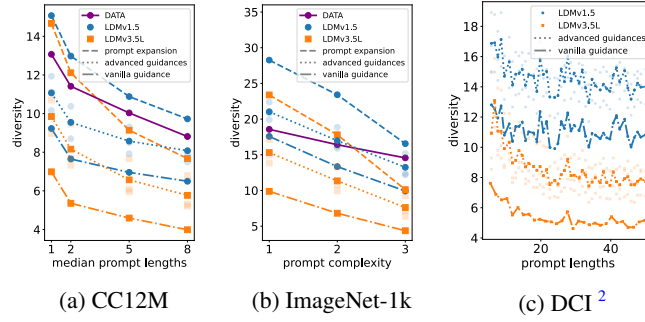 diversity
14
12
10
8
6
4
DATA
LDMv1.5
LDMv3.5L
prompt expansion
advanced guidances
vanilla guidance
1 2 5 8
median prompt lengths
(a) CC12M
diversity
35
30
25
20
15
10
5
DATA
LDMv1.5
LDMv3.5L
prompt expansion
advanced guidances
vanilla guidance
1 2 3
prompt complexity
(b) ImageNet-1k
diversity
18
16
14
12
10
8
6
4
LDMv1.5
LDMv3.5L
advanced guidances
vanilla guidance
20 40
prompt lengths
(c) DCI 2